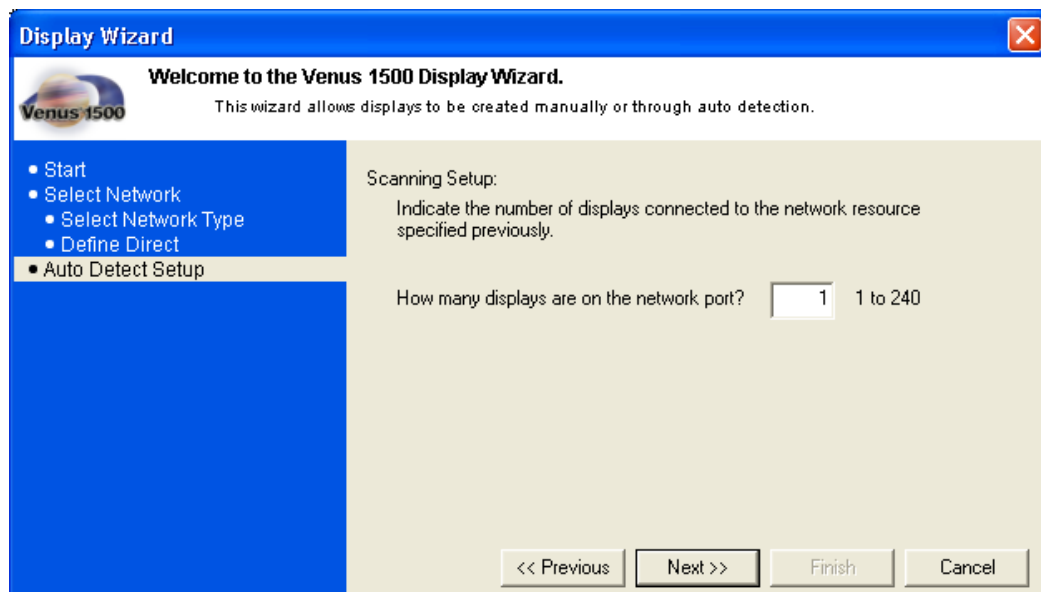 Display Wizard
Welcome to the Venus 1500 Display Wizard.
This wizard allows displays to be created manually or through auto detection.
Venus 1500
Start
Select Network
Select Network Type
Define Direct
Auto Detect Setup
Scanning Setup:
Indicate the number of displays connected to the network resource
specified previously.
How many displays are on the network port? 1 1 to 240
<< Previous Next >> Finish Cancel